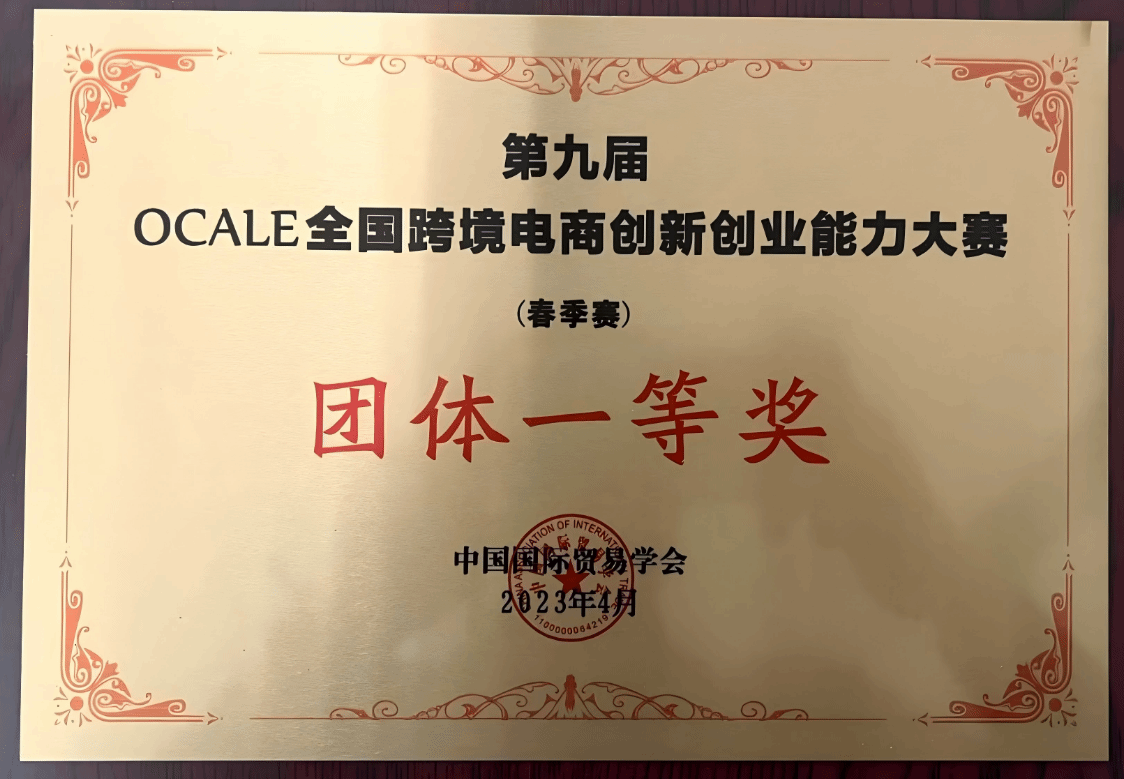 第九届
OCALE全国跨境电商创新创业能力大赛
(春季赛)
团体一等奖
中国国际贸易学会
2023年4月
1100000064219